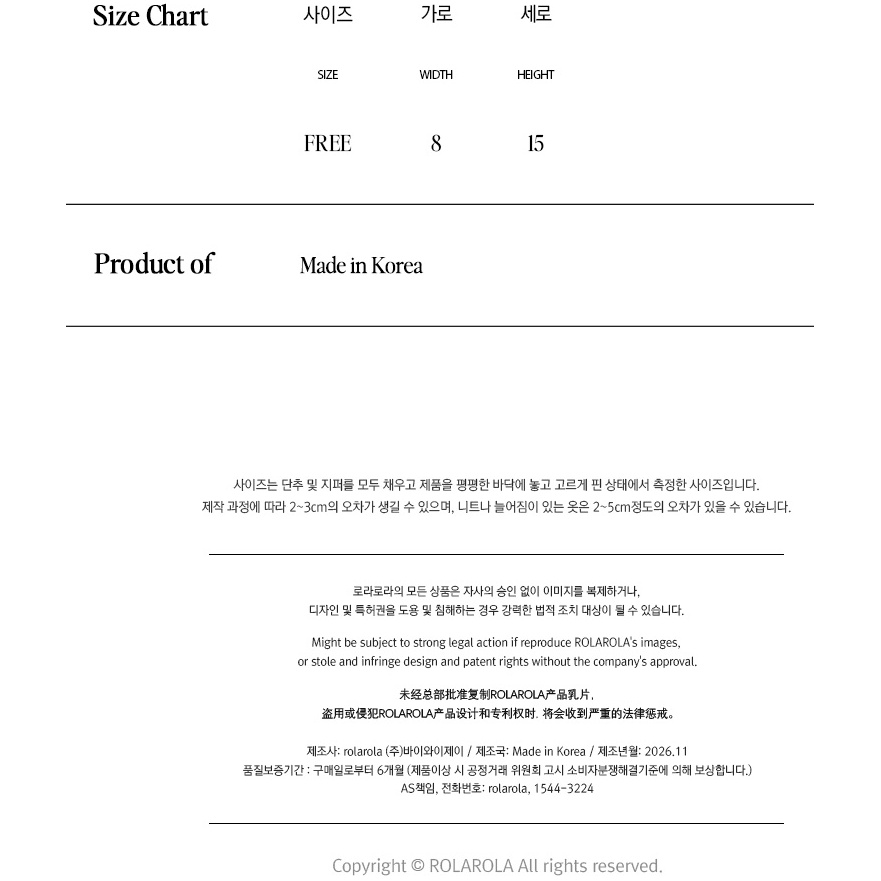 Size Chart 사이즈 가로 세로
SIZE WIDTH HEIGHT
FREE 8 15
Product of Made in Korea
사이즈는 단추 및 지퍼를 모두 채우고 제품을 평평한 바닥에 놓고 고르게 핀 상태에서 측정한 사이즈입니다.
제작 과정에 따라 2~3cm의 오차가 생길 수 있으며, 니트나 늘어짐이 있는 옷은 2~5cm정도의 오차가 있을 수 있습니다.
로라로라의 모든 상품은 자사의 승인 없이 이미지를 복제하거나,
디자인 및 특허권을 도용 및 침해하는 경우 강력한 법적 조치 대상이 될 수 있습니다.
Might be subject to strong legal action if reproduce ROLAROLA's images,
or stole and infringe design and patent rights without the company's approval.
未经总部批准复制ROLAROLA产品乳片,
盗用或侵犯ROLAROLA产品设计和专利权时, 将会收到严重的法律惩戒。
제조사: rolarola (주)바이와이제이 / 제조국: Made in Korea / 제조년월: 2026.11
품질보증기간 : 구매일로부터 6개월 (제품이상 시 공정거래 위원회 고시 소비자분쟁해결기준에 의해 보상합니다.)
AS책임, 전화번호: rolarola, 1544-3224
Copyright © ROLAROLA All rights reserved.